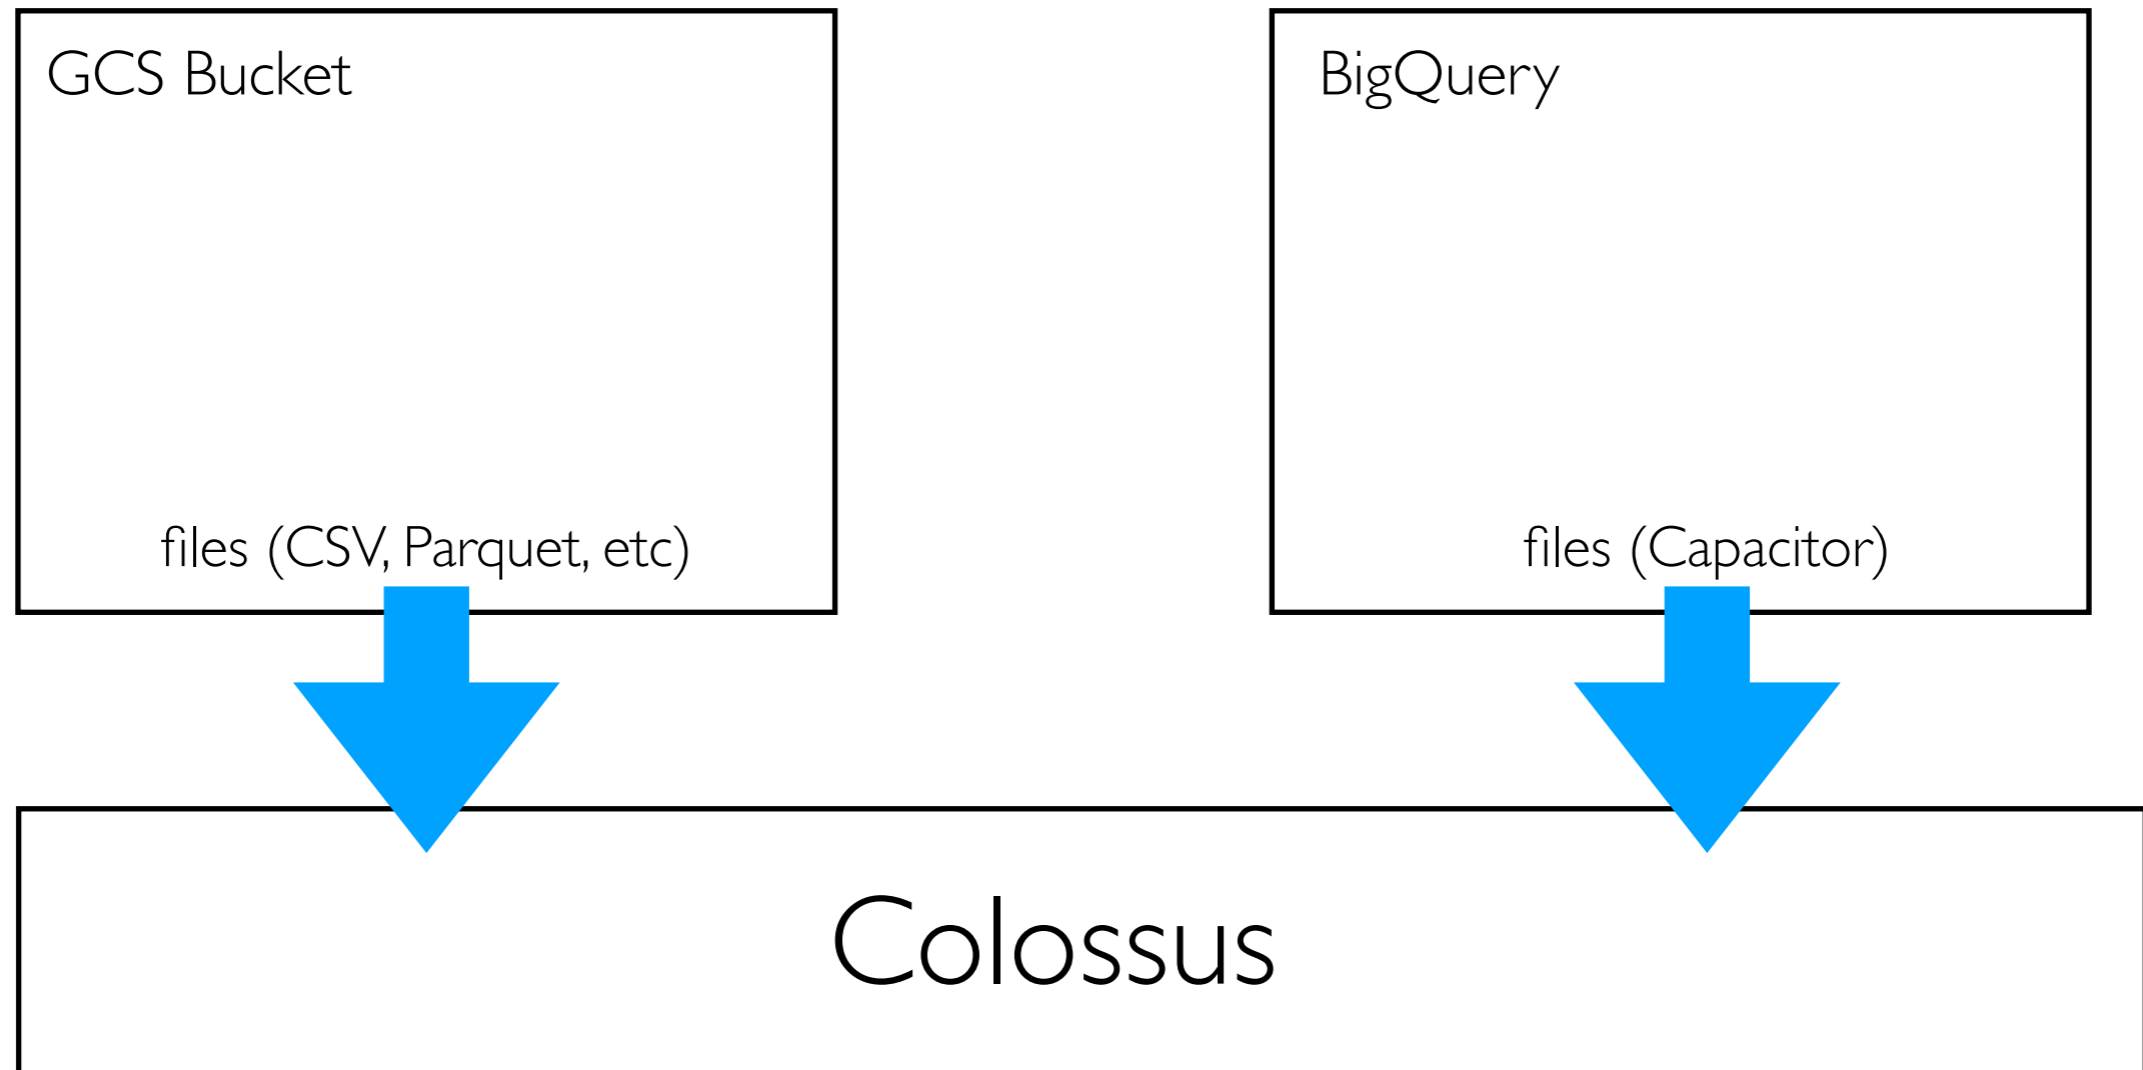 GCS Bucket
files (CSV, Parquet, etc)
BigQuery
files (Capacitor)
Colossus